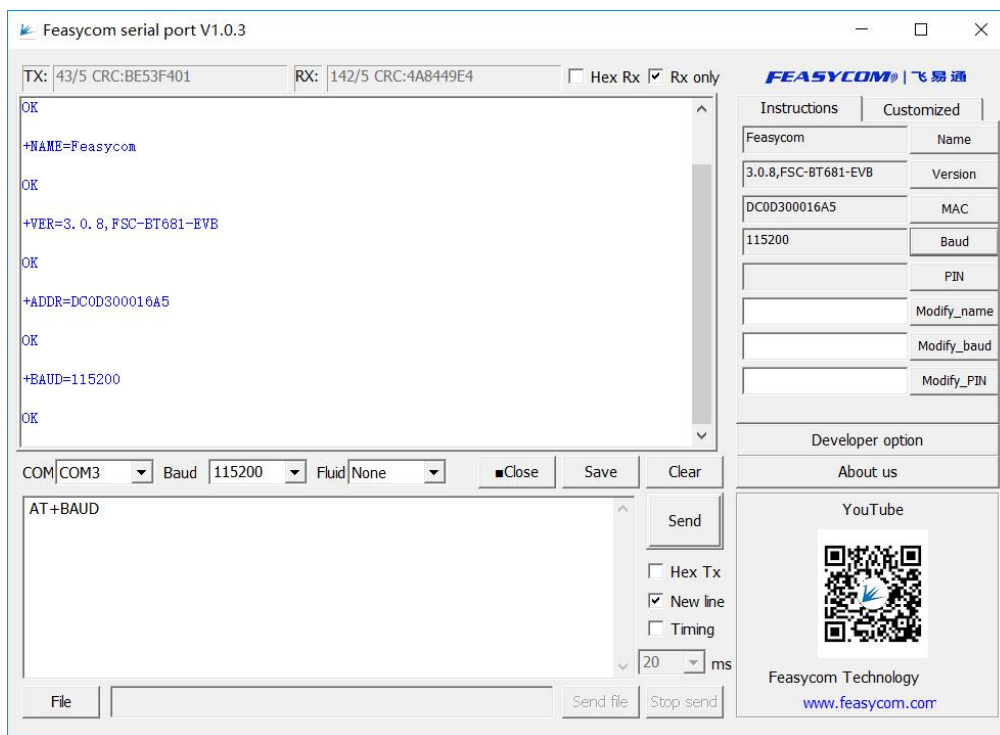 Feasycom serial port V1.0.3
TX: 43/5 CRC:BE53F401 RX: 142/5 CRC:4A8449E4 Hex Rx Rx only
FEASYCOM | 飞易通
OK
+NAME=Feasycom
OK
+VER=3.0.8,FSC-BT681-EVB
OK
+ADDR=DC0D300016A5
OK
+BAUD=115200
OK
Instructions Customized
Feasycom Name
3.0.8,FSC-BT681-EVB Version
DC0D300016A5 MAC
115200 Baud
PIN
Modify_name
Modify_baud
Modify_PIN
Developer option
About us
COM COM3 Baud 115200 Fluid None ■Close Save Clear
AT+BAUD
Send
Hex Tx
New line
Timing
20 ms
File Send file Stop send
YouTube
Feasycom Technology
www.feasycom.com